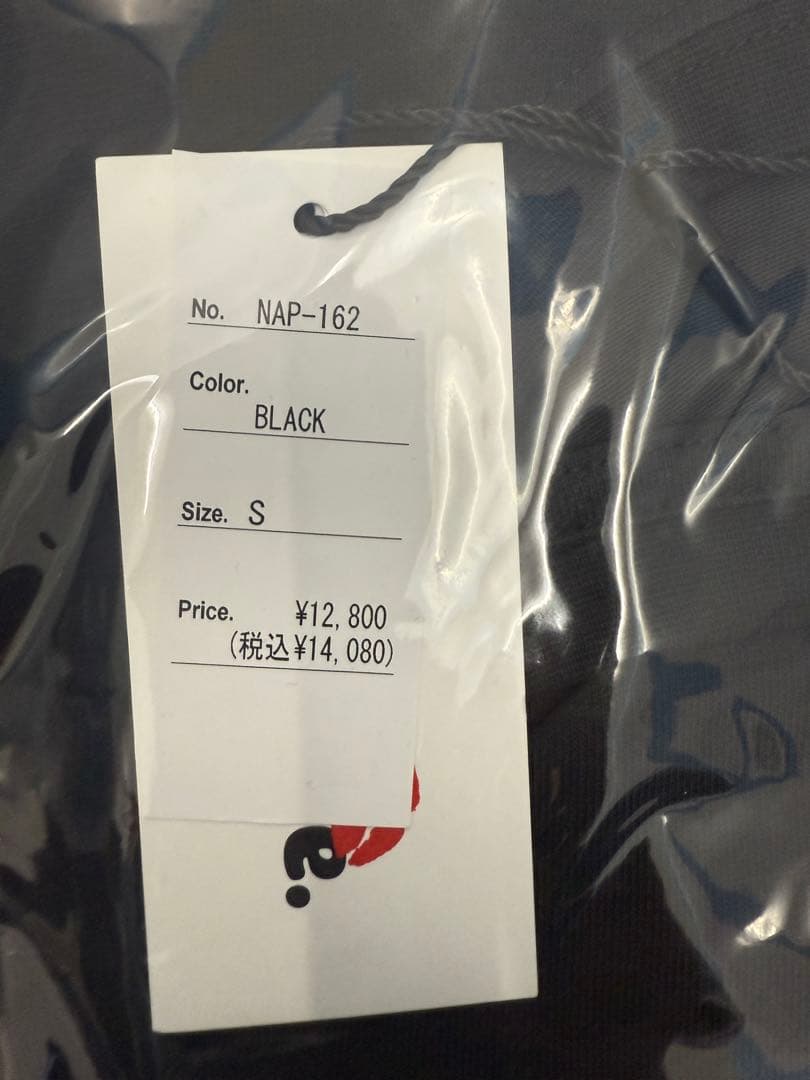 No. NAP-162
Color.
BLACK
Size. S
Price. ¥12,800
(税込¥14,080)
e.